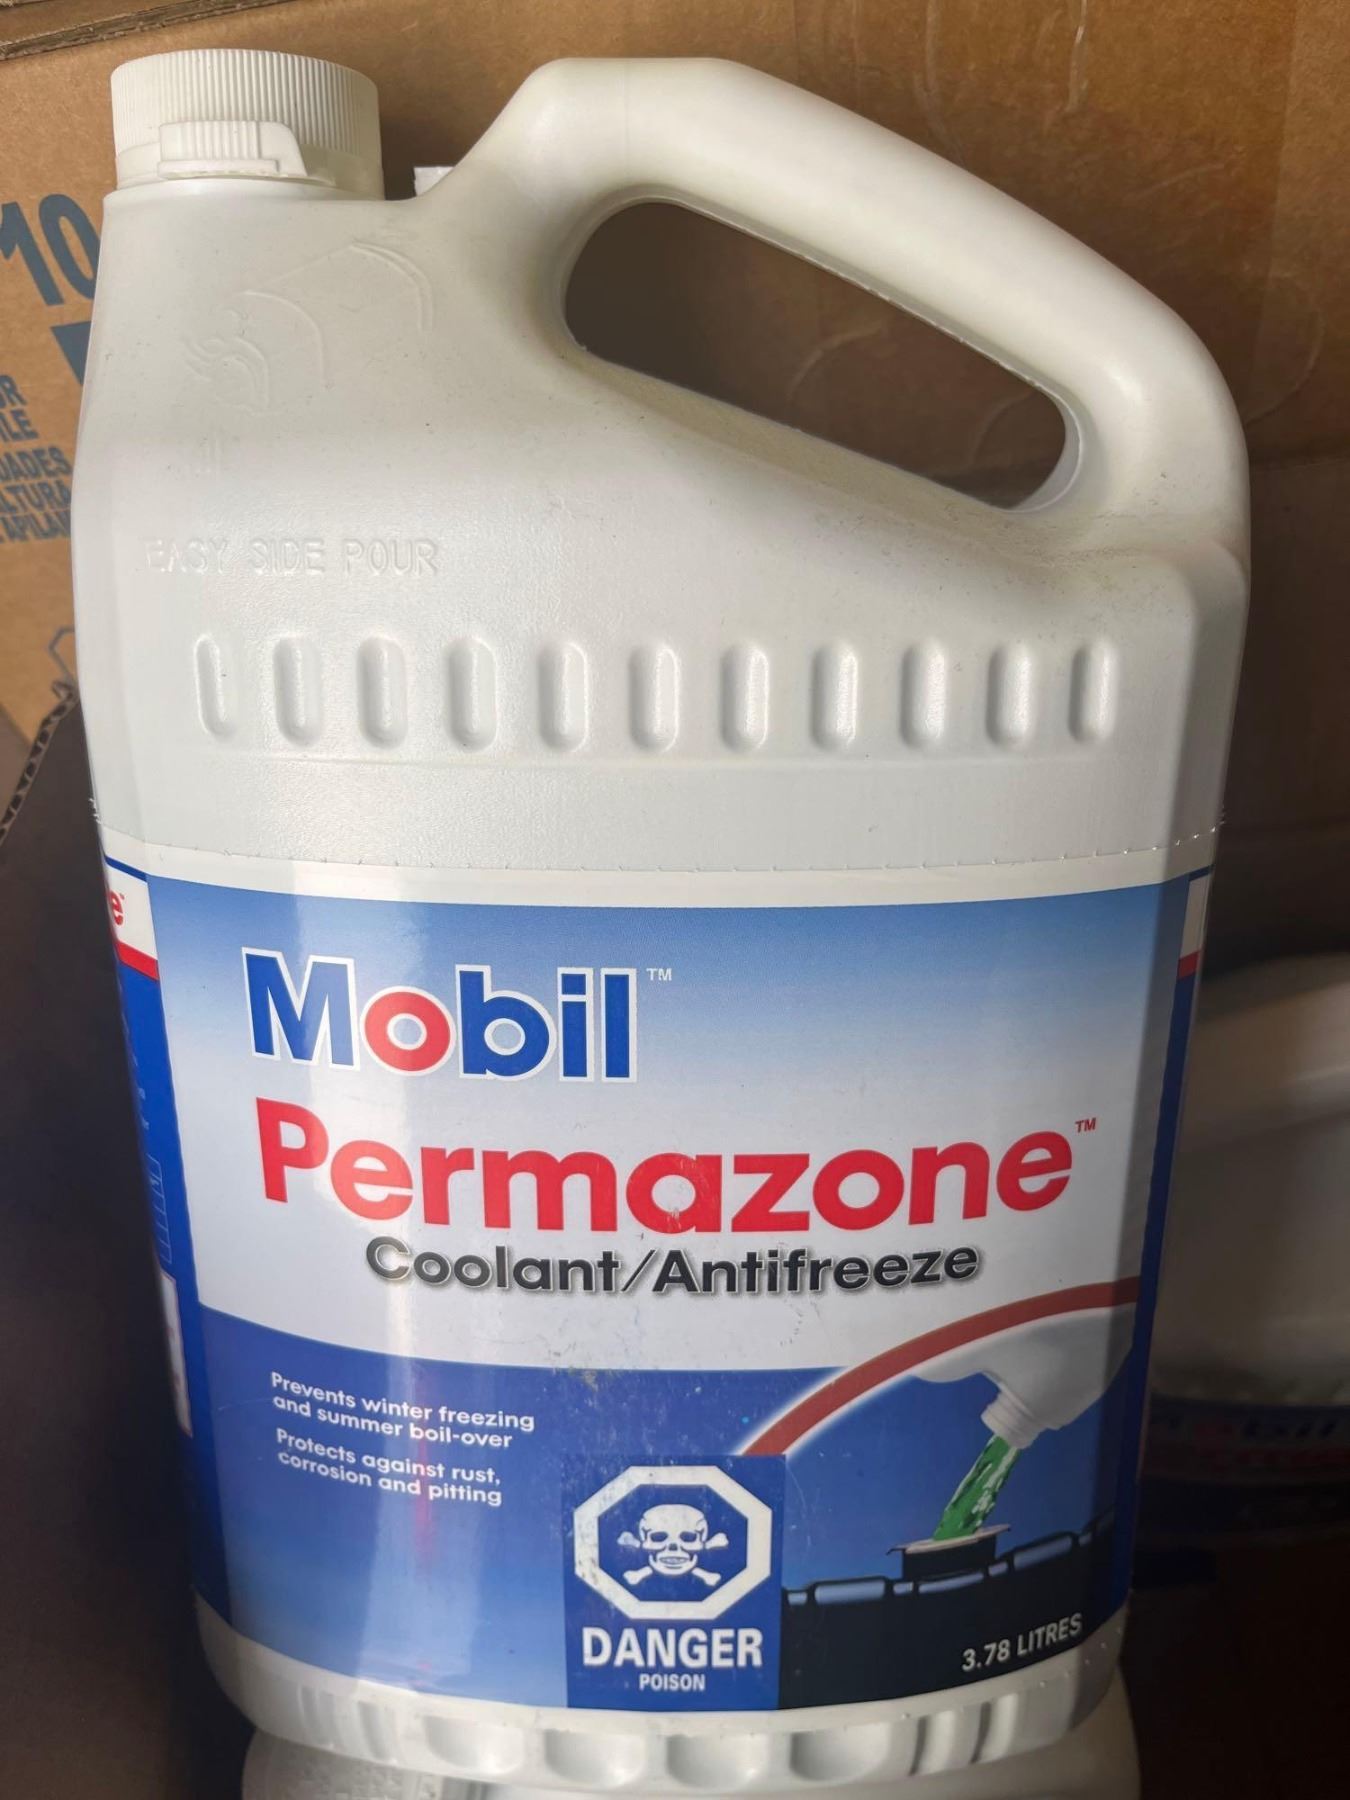 10
EASY SIDE POUR
e
Mobil™
Permazone™
Coolant/Antifreeze
Prevents winter freezing
and summer boil-over
Protects against rust,
corrosion and pitting
DANGER
POISON
3.78 LITRES